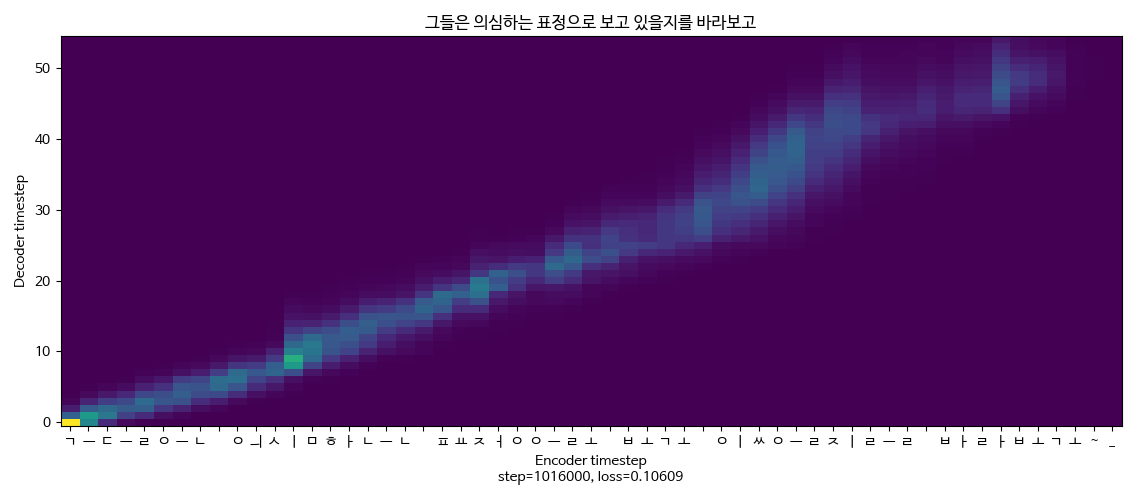 그들은 의심하는 표정으로 보고 있을지를 바라보고
50
40
30
20
10
0
Decoder timestep
ㄱ ㅡ ㄷ ㅡ ㄹ ㅇ ㅡ ㄴ   ㅇ ㅢ ㅅ ㅣ ㅁ ㅎ ㅏ ㄴ ㅡ ㄴ   ㅍ ㅛ ㅈ ㅓ ㅇ ㅇ ㅡ ㄹ ㅗ   ㅂ ㅗ ㄱ ㅗ   ㅇ ㅣ ㅆ ㅇ ㅡ ㄹ ㅈ ㅣ ㄹ ㅡ ㄹ   ㅂ ㅏ ㄹ ㅏ ㅂ ㅗ ㄱ ㅗ ~ _
Encoder timestep
step=1016000, loss=0.10609